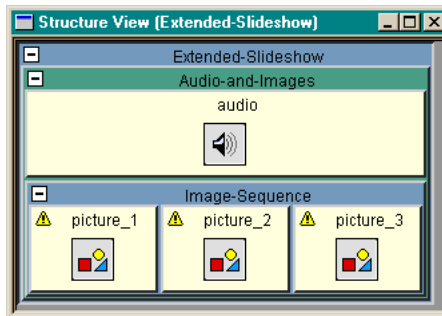 Structure View (Extended-Slideshow)
Extended-Slideshow
Audio-and-Images
audio
Image-Sequence
picture_1 picture_2 picture_3